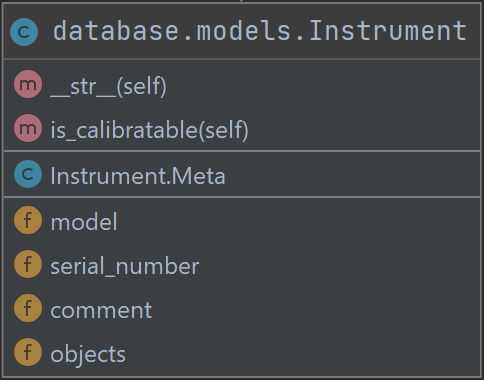 c database.models.Instrument
m __str__(self)
m is_calibratable(self)
c Instrument.Meta
f model
f serial_number
f comment
f objects